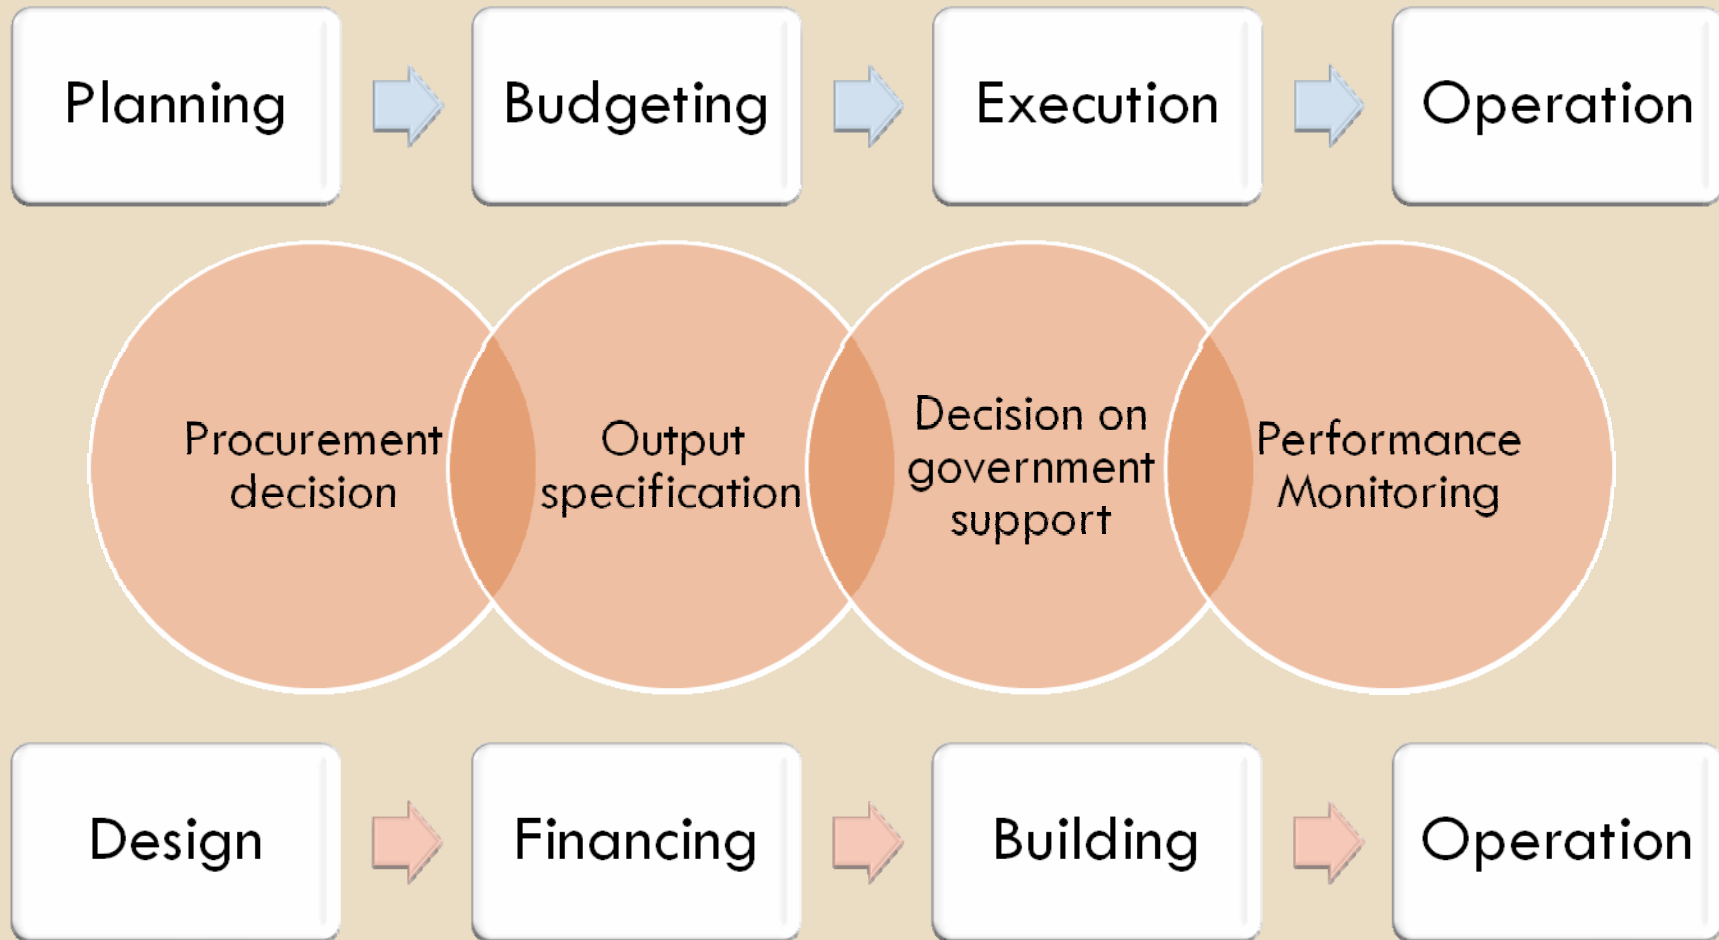 Planning
Budgeting
Execution
Operation
Procurement
decision
Output
specification
Decision on
government
support
Performance
Monitoring
Design
Financing
Building
Operation